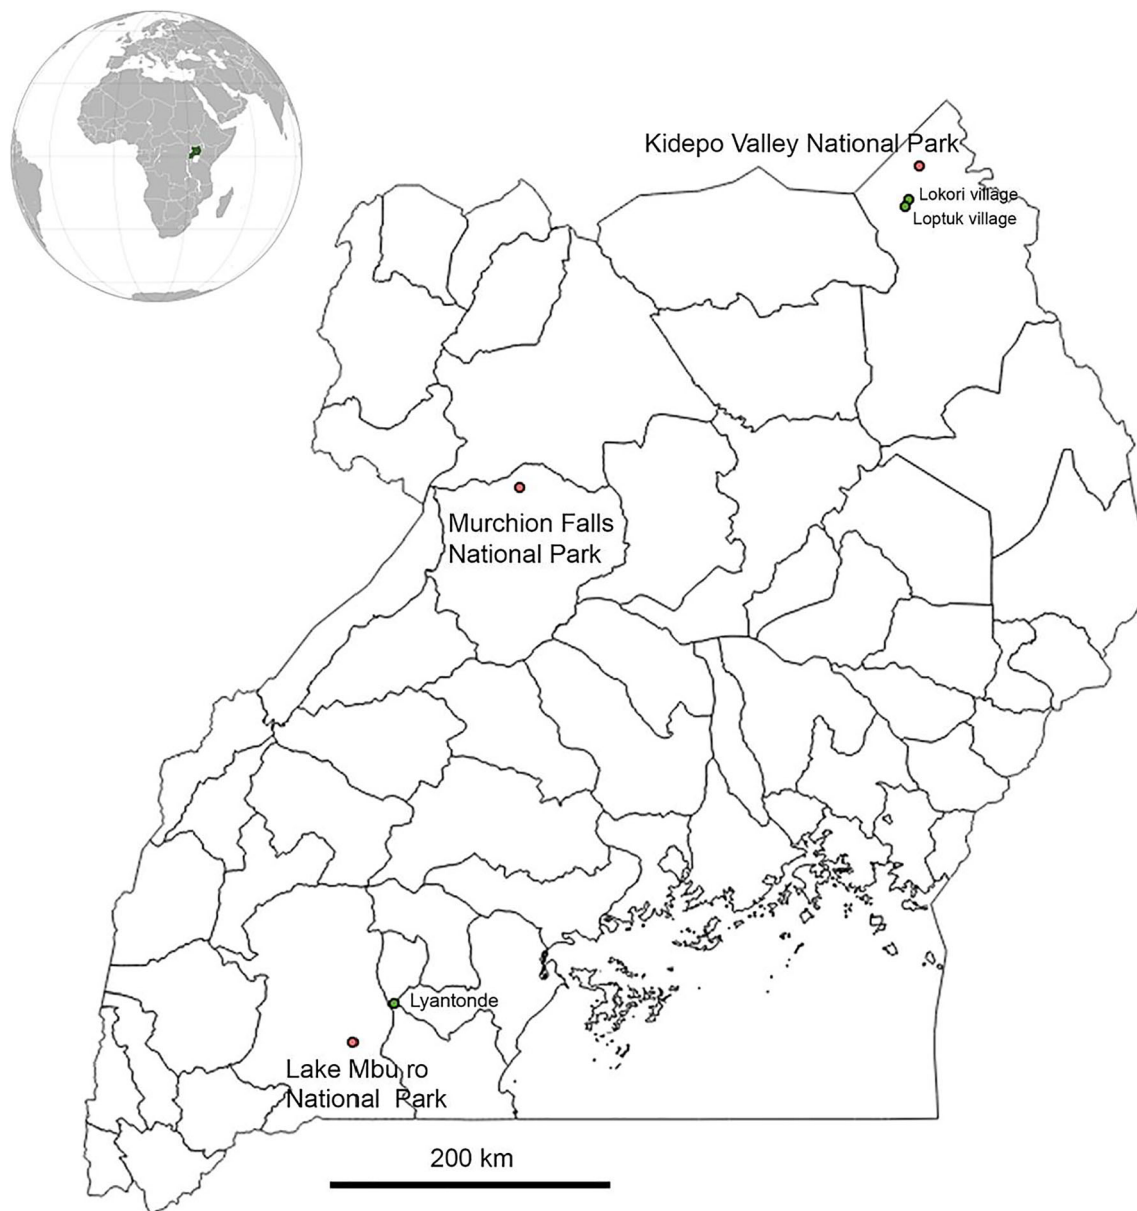 Kidepo Valley National Park
Lokori village
Loptuk village
Murchion Falls
National Park
Lyantonde
Lake Mbu ro
National Park
200 km